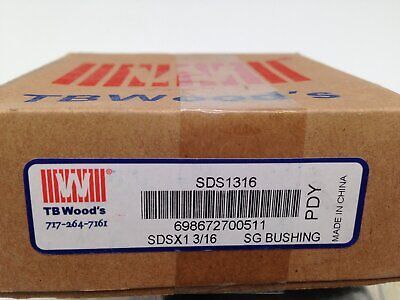 TBWood's
SDS1316
W ®
TB Wood's
717-264-7161
698672700511
SDSX1 3/16 SG BUSHING
PDY
MADE IN CHINA